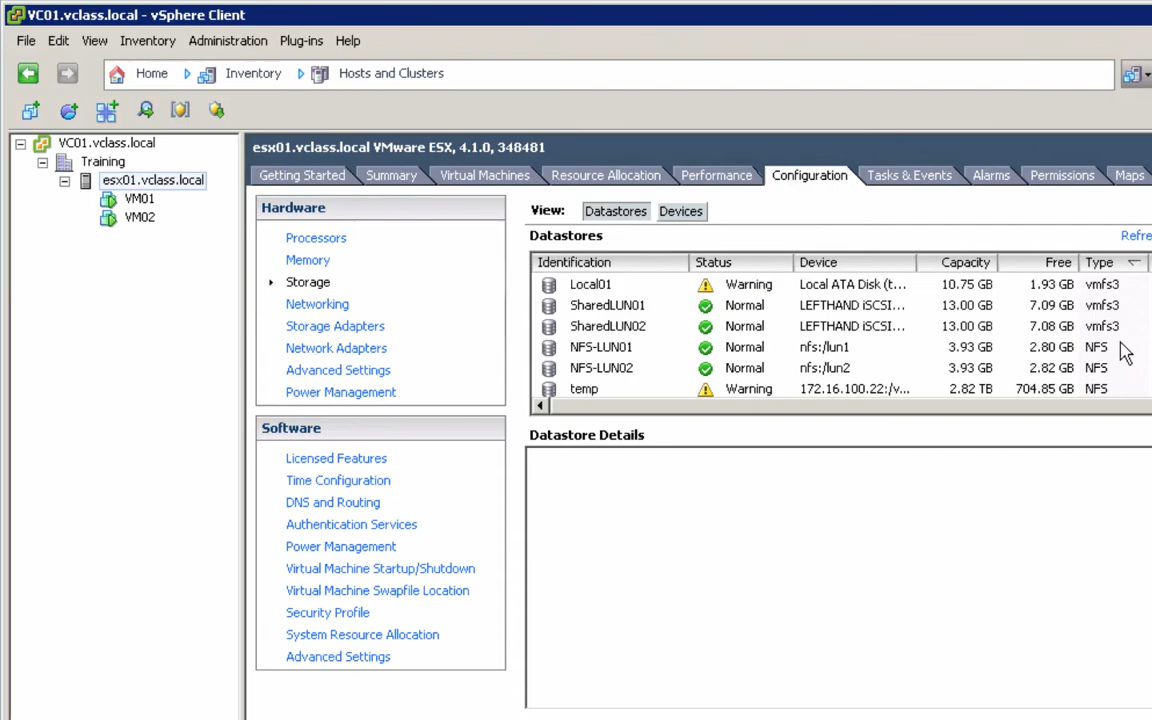 VC01.vclass.local - vSphere Client
File Edit View Inventory Administration Plug-ins Help
Home Inventory Hosts and Clusters
VC01.vclass.local
Training
esx01.vclass.local
VM01
VM02
esx01.vclass.local VMware ESX, 4.1.0, 348481
Getting Started Summary Virtual Machines Resource Allocation Performance Configuration Tasks & Events Alarms Permissions Maps
Hardware
Processors
Memory
Storage
Networking
Storage Adapters
Network Adapters
Advanced Settings
Power Management
Software
Licensed Features
Time Configuration
DNS and Routing
Authentication Services
Power Management
Virtual Machine Startup/Shutdown
Virtual Machine Swapfile Location
Security Profile
System Resource Allocation
Advanced Settings
View: Datastores Devices
Datastores Refre
Identification Status Device Capacity Free Type
Local01 Warning Local ATA Disk (t... 10.75 GB 1.93 GB vmfs3
SharedLUN01 Normal LEFTHAND iSCSI... 13.00 GB 7.09 GB vmfs3
SharedLUN02 Normal LEFTHAND iSCSI... 13.00 GB 7.08 GB vmfs3
NFS-LUN01 Normal nfs:/lun1 3.93 GB 2.80 GB NFS
NFS-LUN02 Normal nfs:/lun2 3.93 GB 2.82 GB NFS
temp Warning 172.16.100.22:/v... 2.82 TB 704.85 GB NFS
Datastore Details